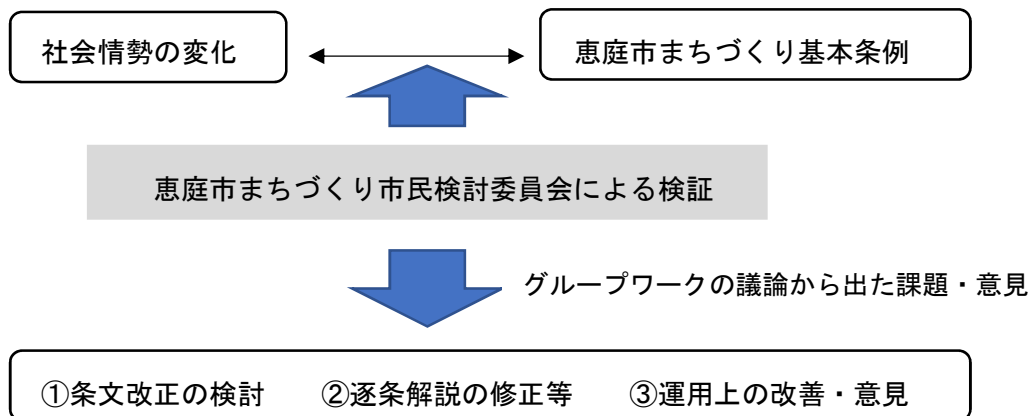 社会情勢の変化
恵庭市まちづくり基本条例
恵庭市まちづくり市民検討委員会による検証
グループワークの議論から出た課題・意見
①条文改正の検討 ②逐条解説の修正等 ③運用上の改善・意見